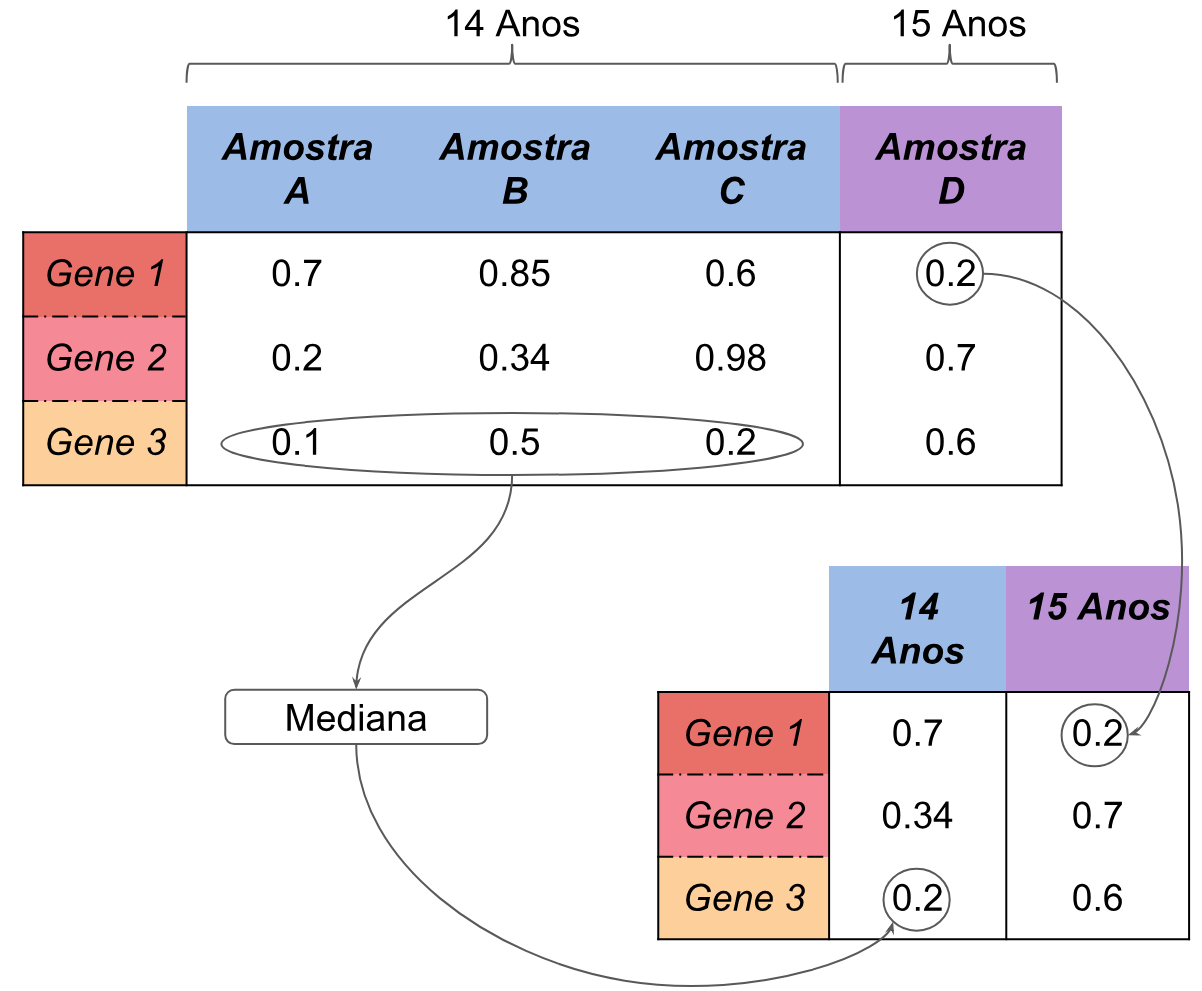 14 Anos 15 Anos
Amostra A Amostra B Amostra C Amostra D
Gene 1 0.7 0.85 0.6 0.2
Gene 2 0.2 0.34 0.98 0.7
Gene 3 0.1 0.5 0.2 0.6
14 Anos 15 Anos
Mediana
Gene 1 0.7 0.2
Gene 2 0.34 0.7
Gene 3 0.2 0.6